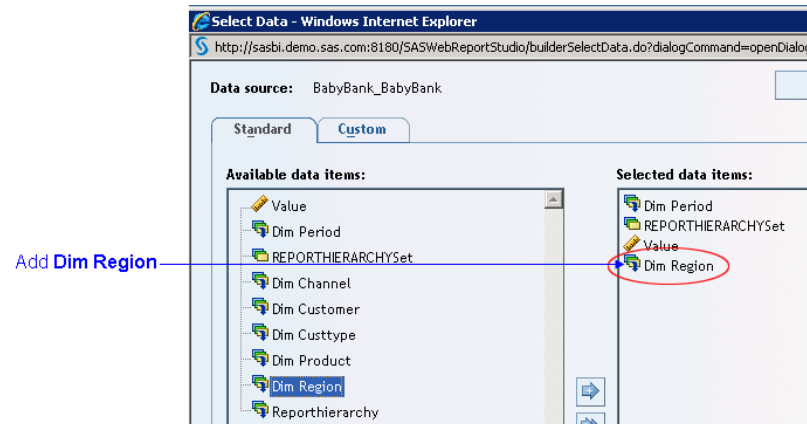 Select Data - Windows Internet Explorer
http://sasbi.demo.sas.com:8180/SASWebReportStudio/builderSelectData.do?dialogCommand=openDialog
Data source: BabyBank_BabyBank
Standard Custom
Available data items:
Value
Dim Period
REPORTHIERARCHYSet
Dim Channel
Dim Customer
Dim Custtype
Dim Product
Dim Region
Reporthierarchy
Selected data items:
Dim Period
REPORTHIERARCHYSet
Value
Dim Region
Add Dim Region